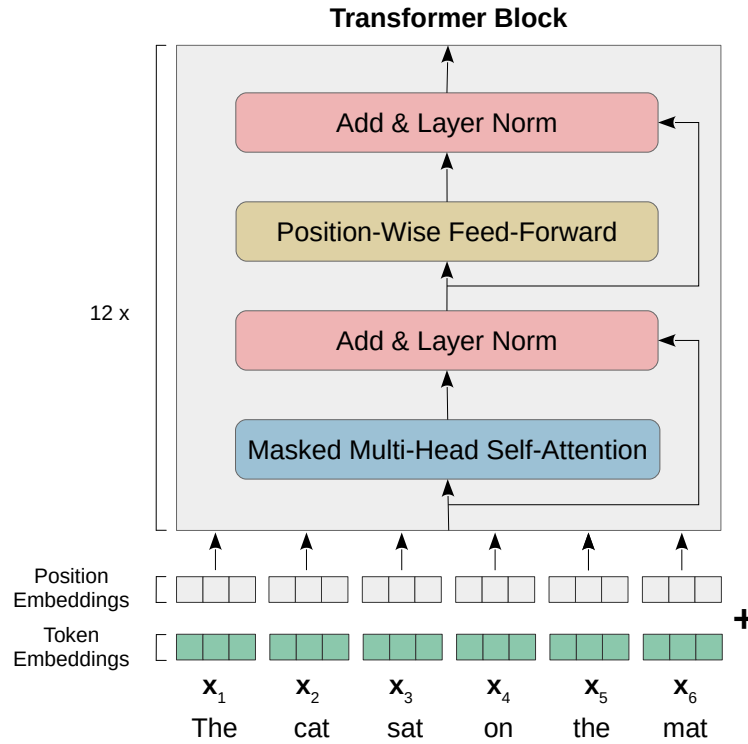 Transformer Block
Add & Layer Norm
Position-Wise Feed-Forward
12 x
Add & Layer Norm
Masked Multi-Head Self-Attention
Position
Embeddings
+
Token
Embeddings
x₁ x₂ x₃ x₄ x₅ x₆
The cat sat on the mat